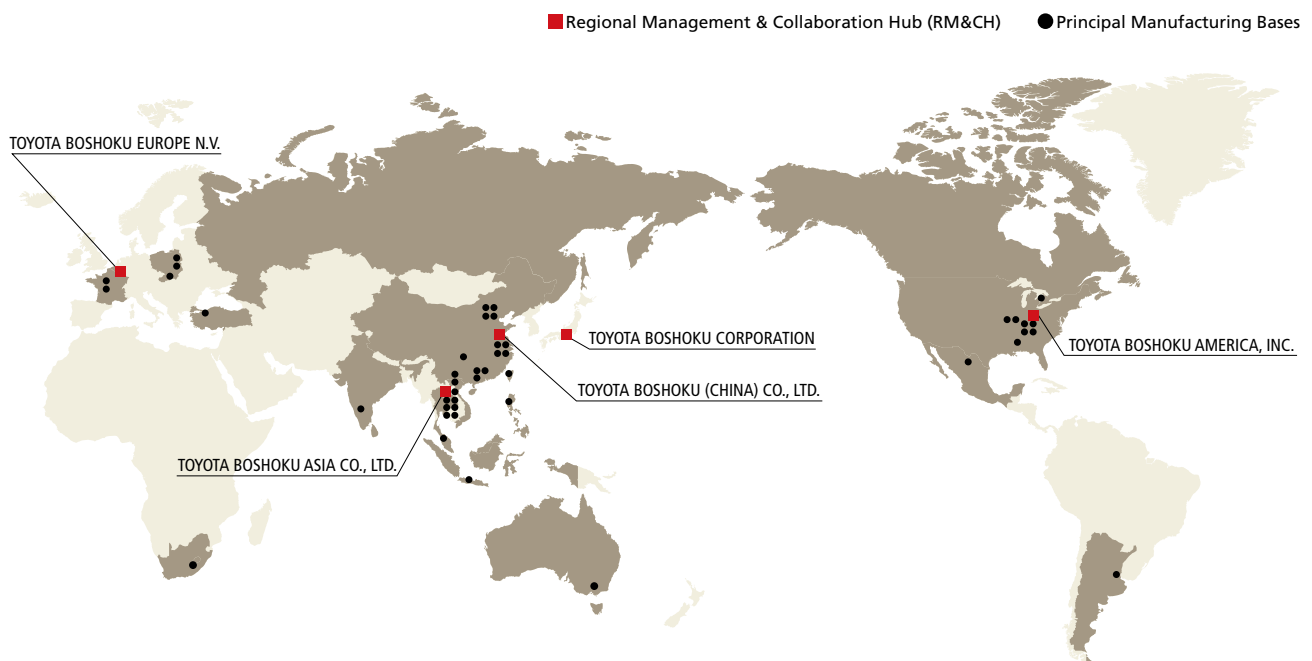 Regional Management & Collaboration Hub (RM&CH)
Principal Manufacturing Bases
TOYOTA BOSHOKU EUROPE N.V.
TOYOTA BOSHOKU CORPORATION
TOYOTA BOSHOKU AMERICA, INC.
TOYOTA BOSHOKU (CHINA) CO., LTD.
TOYOTA BOSHOKU ASIA CO., LTD.